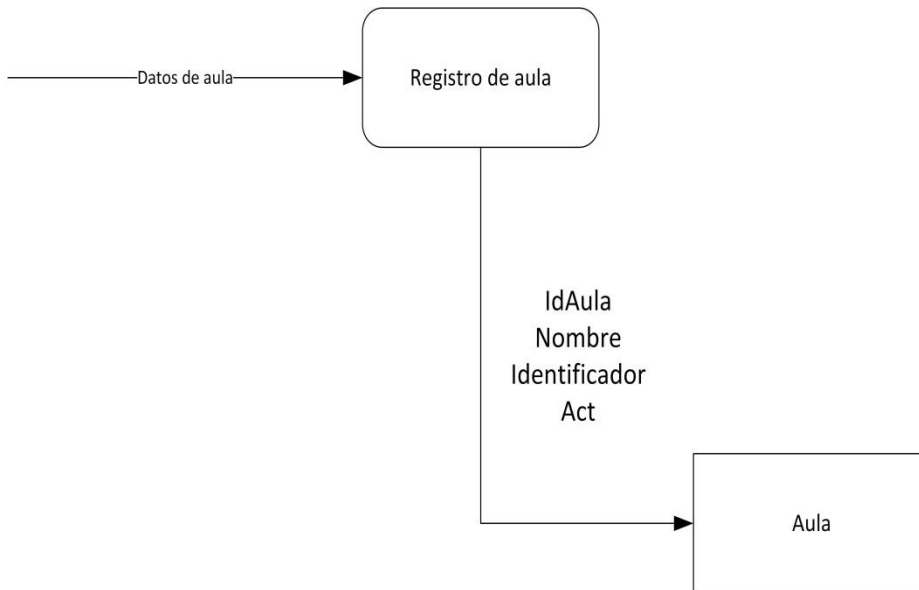 Datos de aula
Registro de aula
IdAula
Nombre
Identificador
Act
Aula